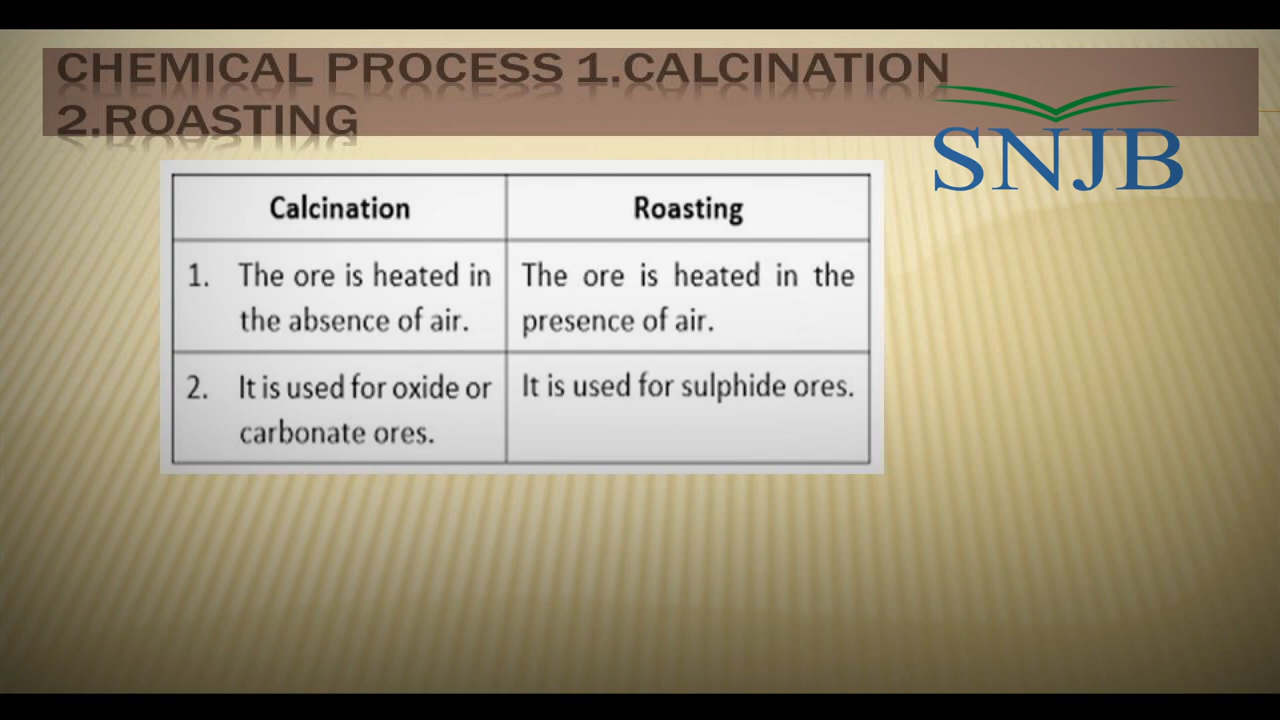 CHEMICAL PROCESS 1.CALCINATION
2.ROASTING
SNJB
Calcination
Roasting
1. The ore is heated in
the absence of air.
The ore is heated in the
presence of air.
2. It is used for oxide or
carbonate ores.
It is used for sulphide ores.